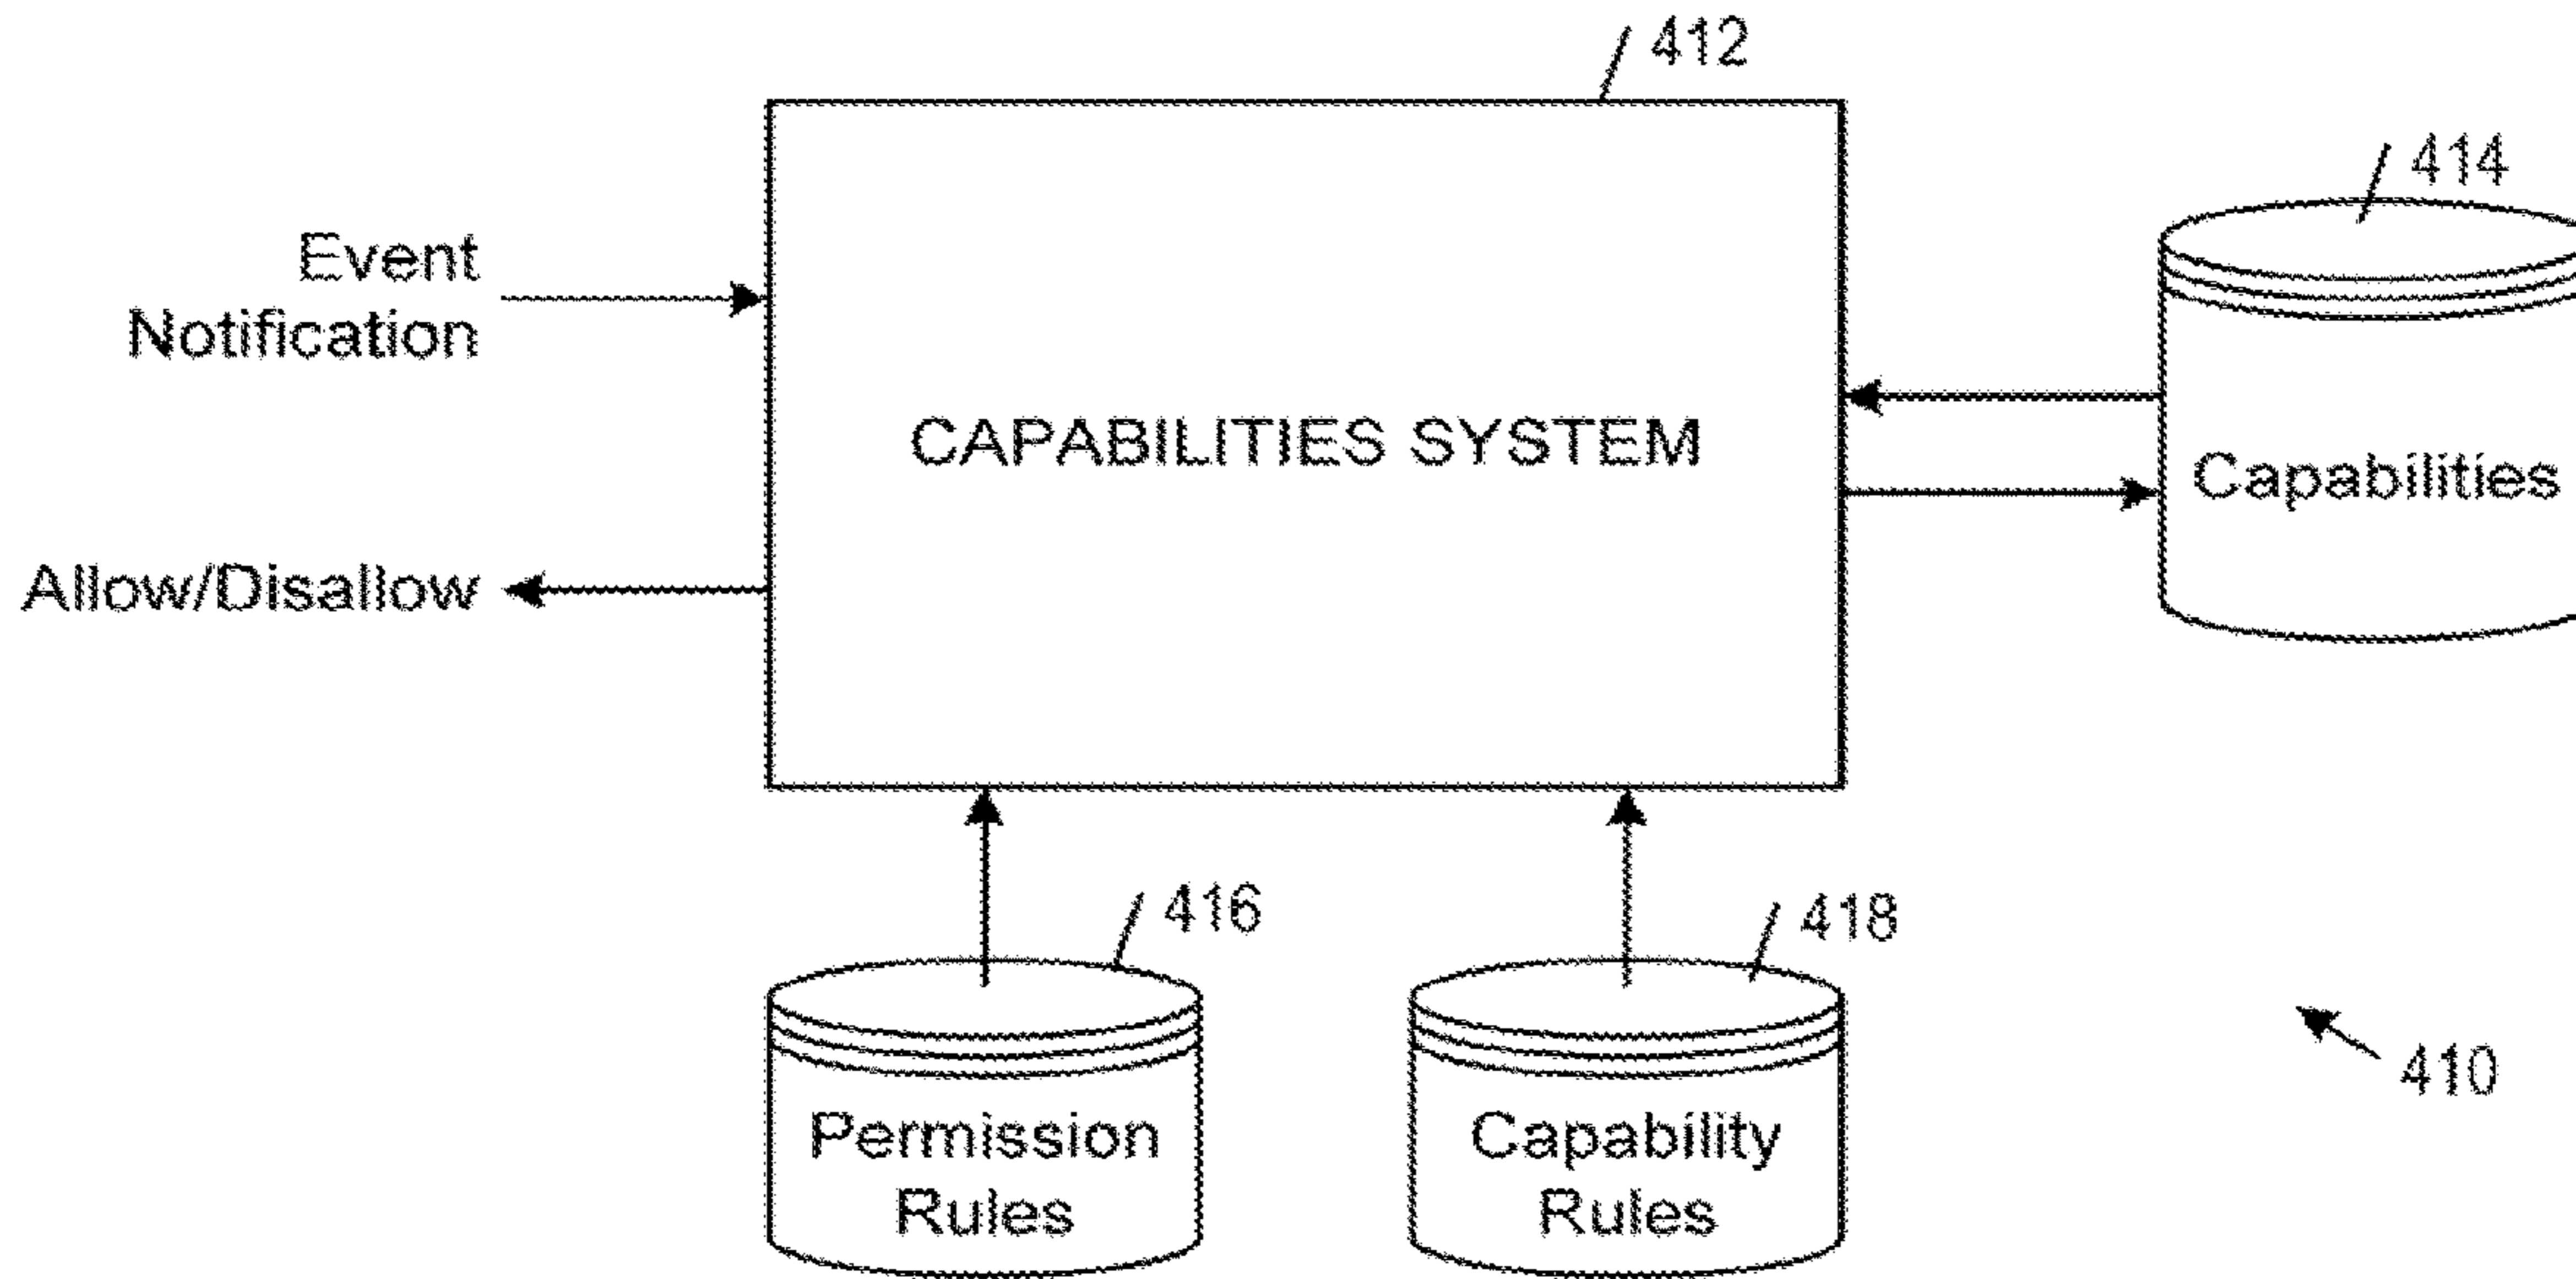 412
414
Event
Notification
CAPABILITIES SYSTEM
Capabilities
Allow/Disallow
416
418
410
Permission
Rules
Capability
Rules